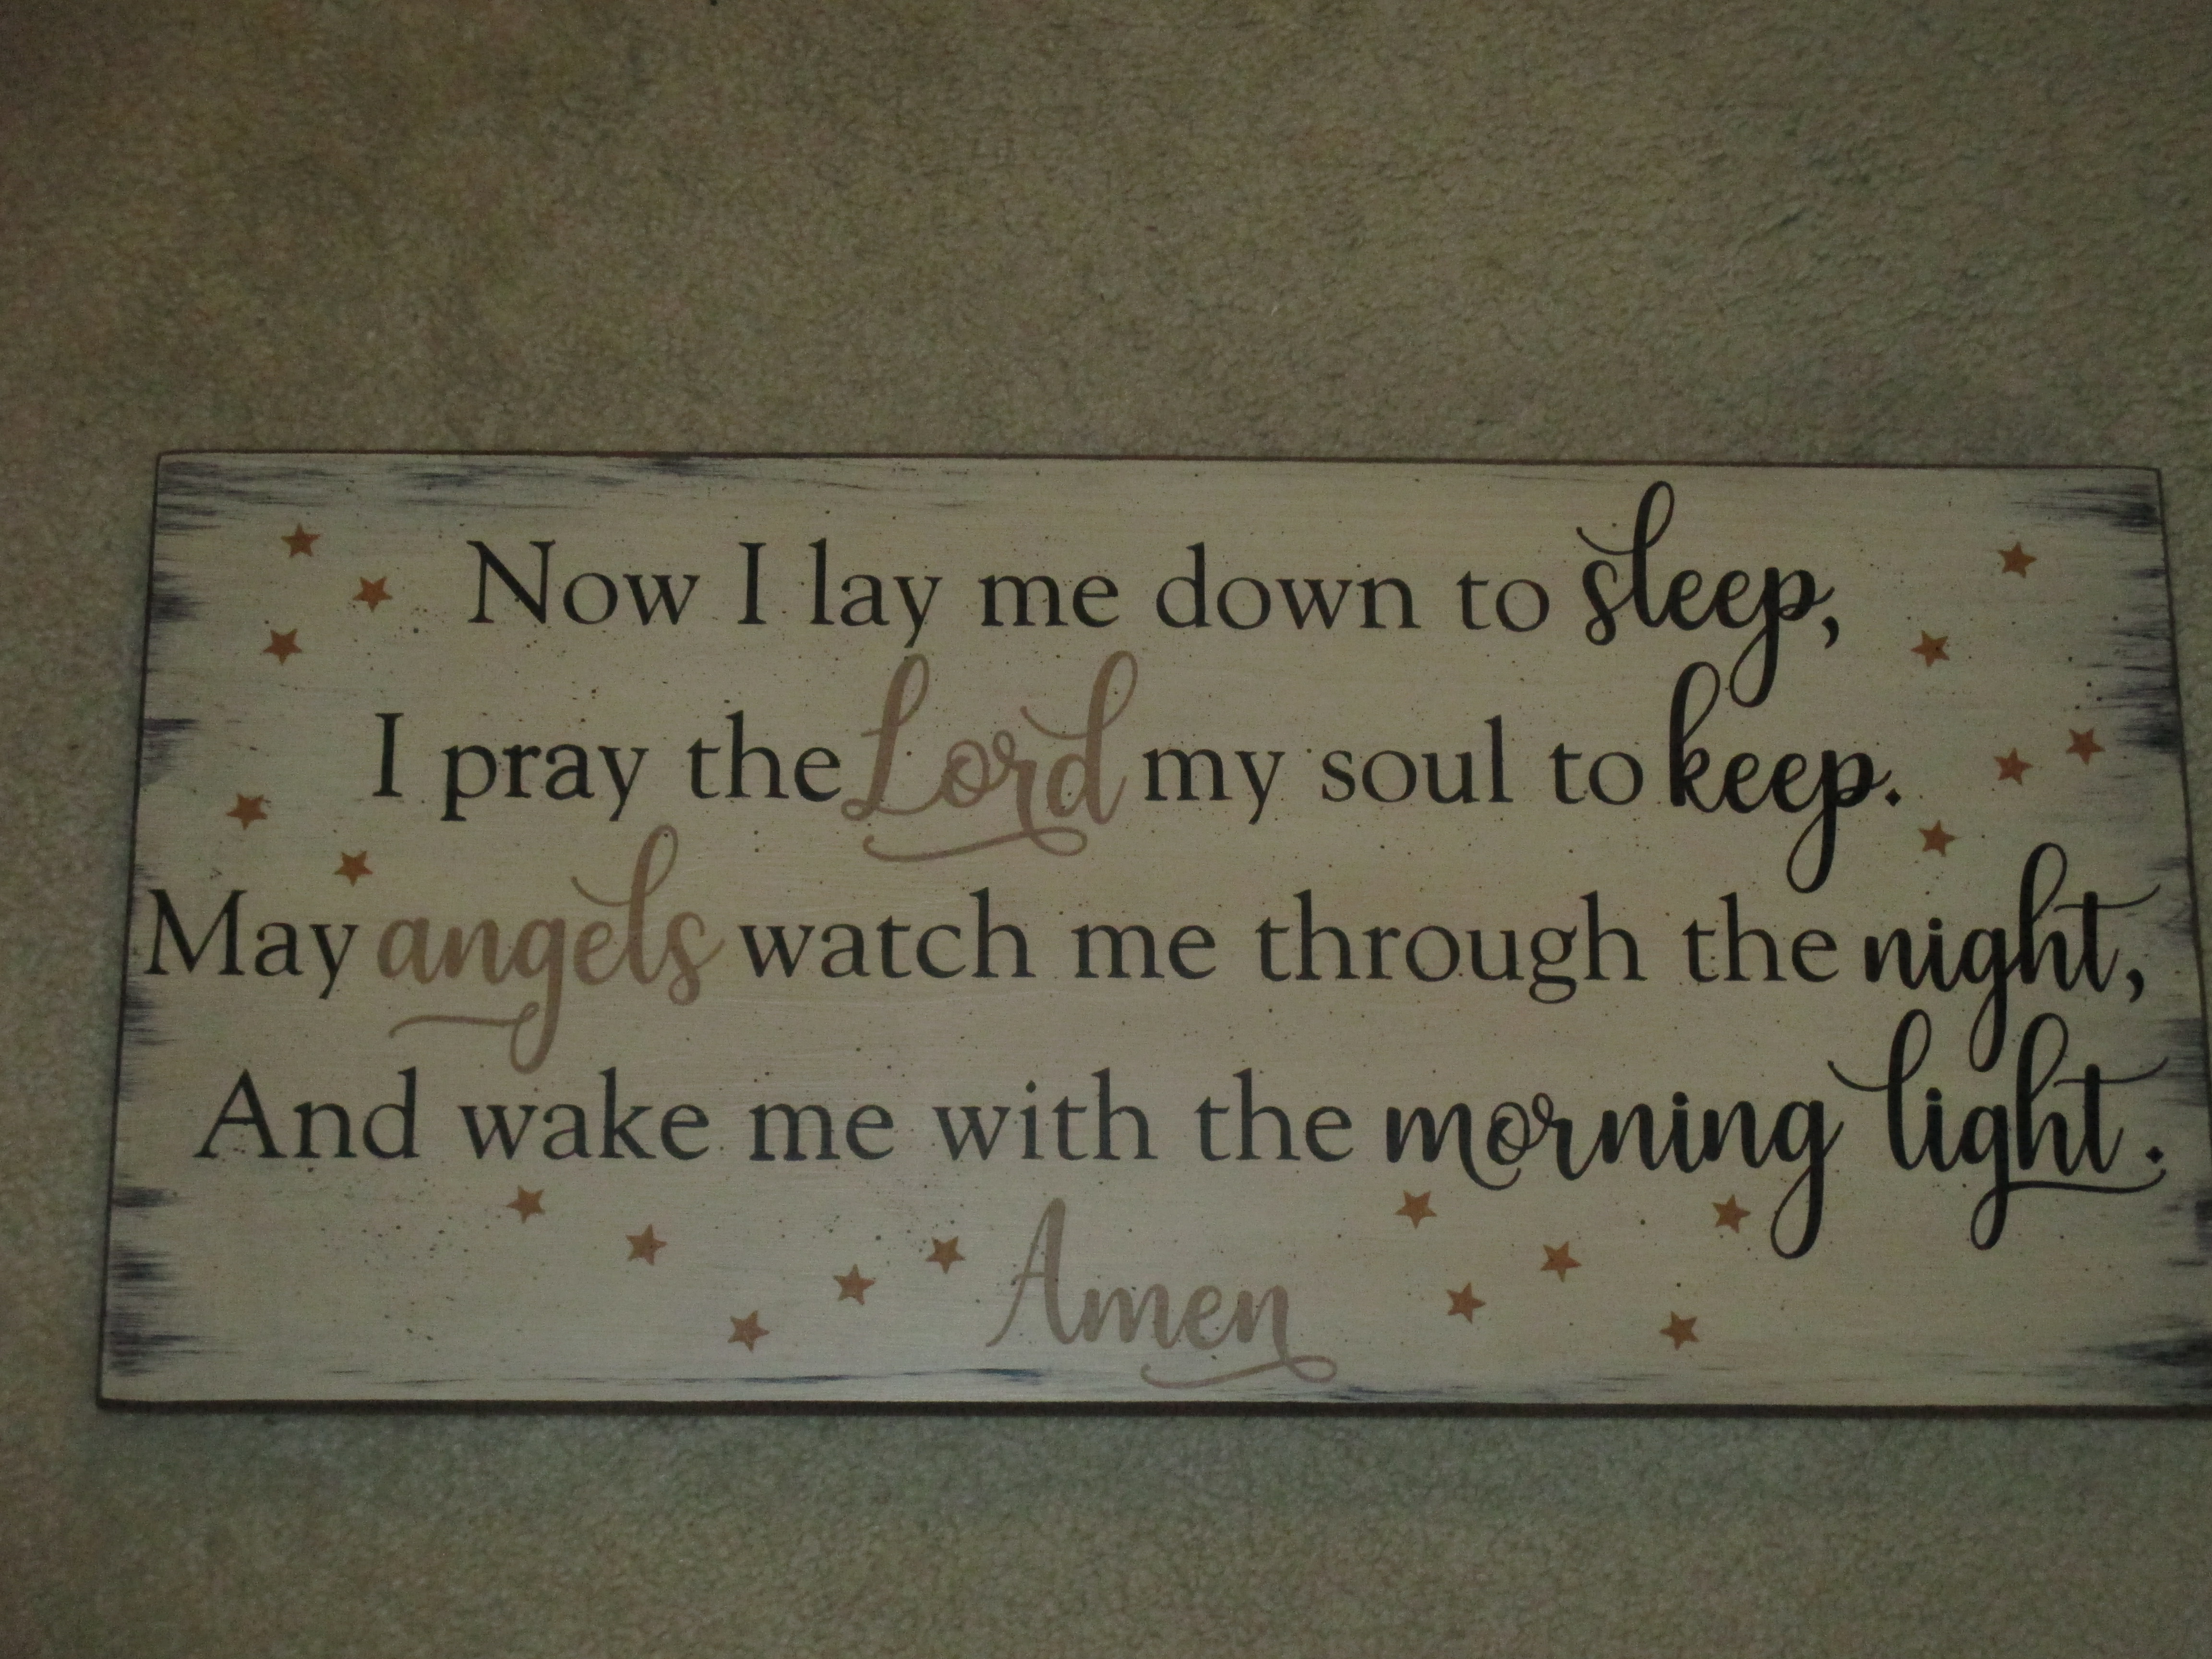 Now I lay me down to sleep,
I pray the Lord my soul to keep.
May angels watch me through the night,
And wake me with the morning light.
Amen